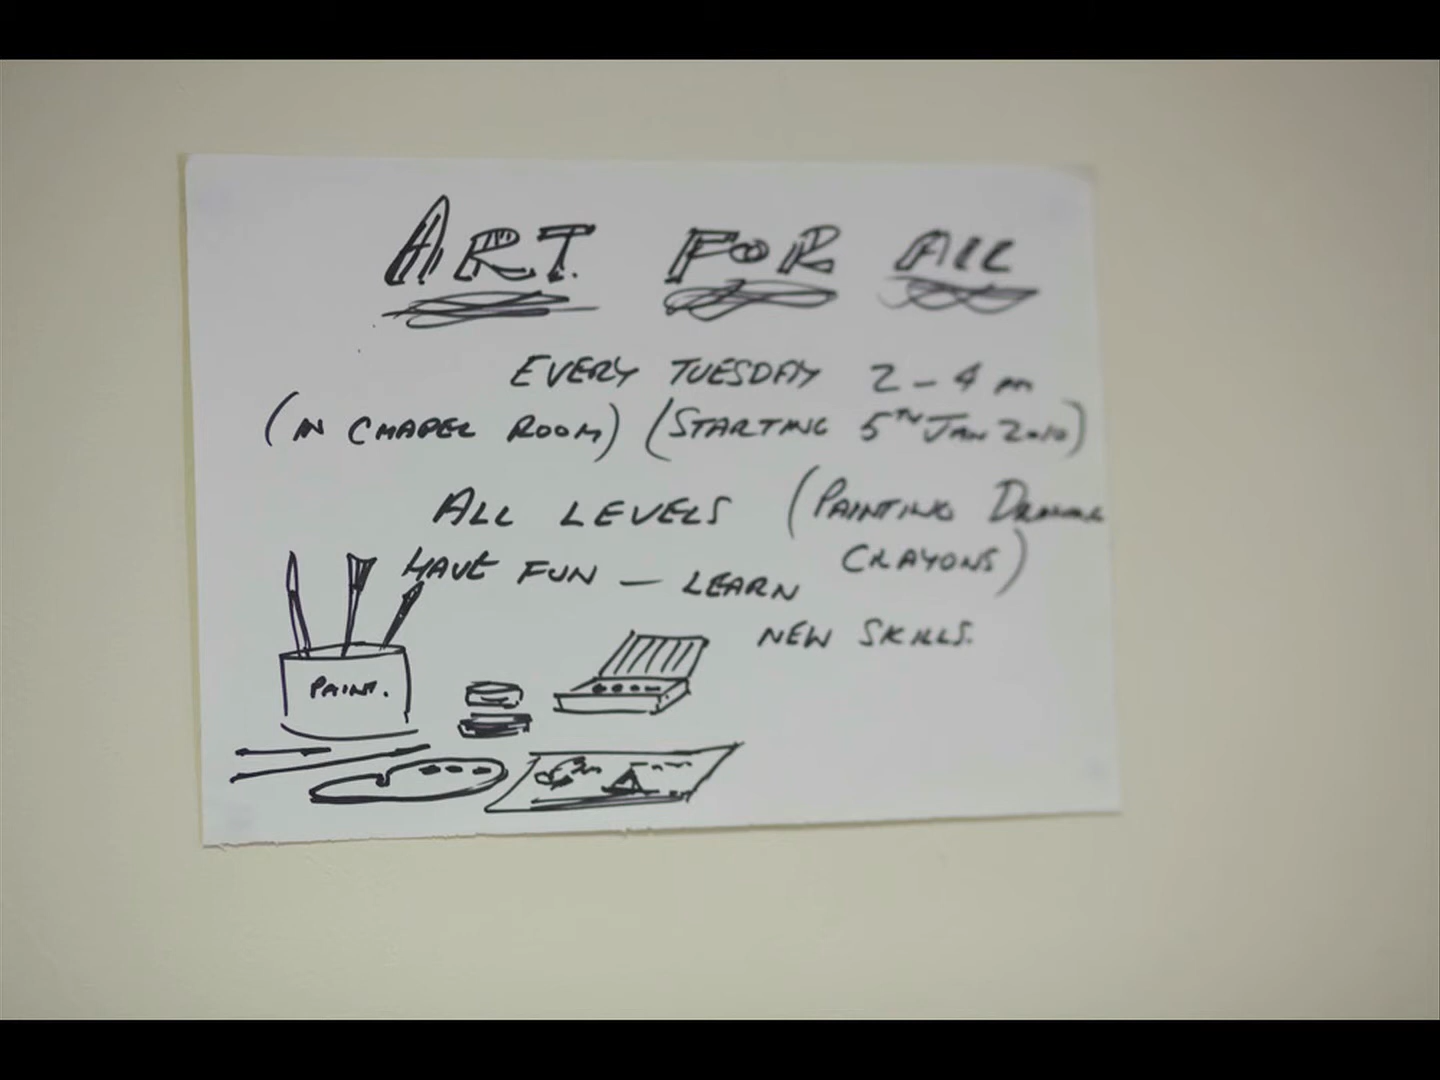 ART. FOR ALL
EVERY TUESDAY 2-4 pm
(IN CHAPEL ROOM) (STARTING 5TH JAN 2010)
ALL LEVELS (PAINTING DRAWING
CRAYONS)
HAVE FUN — LEARN
NEW SKILLS.
PAINT.